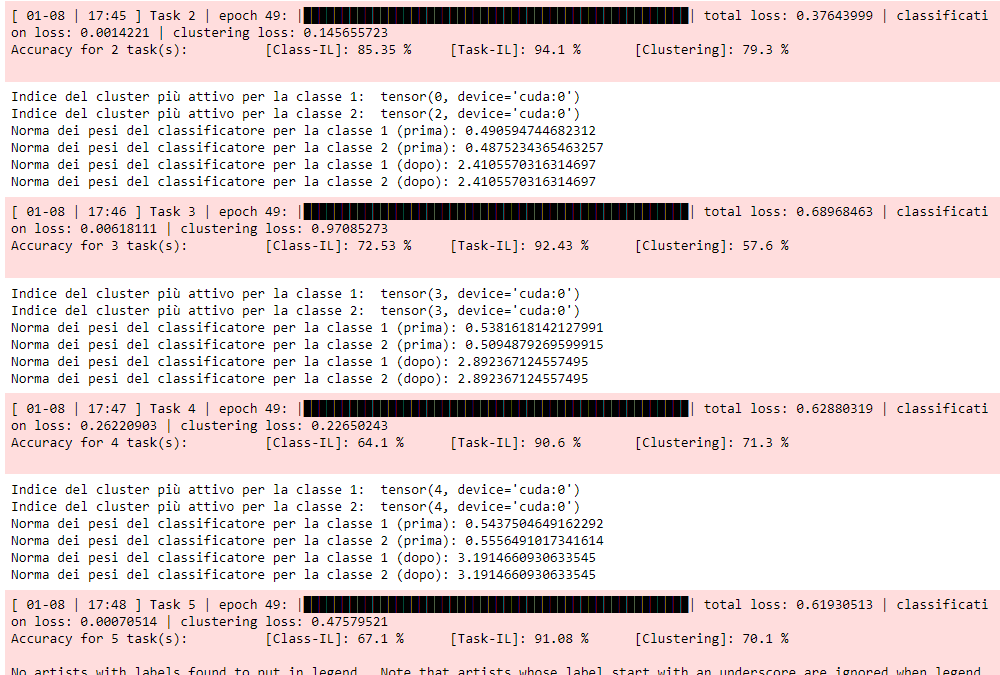 [ 01-08 | 17:45 ] Task 2 | epoch 49: || total loss: 0.37643999 | classificati
on loss: 0.0014221 | clustering loss: 0.145655723
Accuracy for 2 task(s): [Class-IL]: 85.35 % [Task-IL]: 94.1 % [Clustering]: 79.3 %
Indice del cluster più attivo per la classe 1: tensor(0, device='cuda:0')
Indice del cluster più attivo per la classe 2: tensor(2, device='cuda:0')
Norma dei pesi del classificatore per la classe 1 (prima): 0.490594744682312
Norma dei pesi del classificatore per la classe 2 (prima): 0.4875234365463257
Norma dei pesi del classificatore per la classe 1 (dopo): 2.4105570316314697
Norma dei pesi del classificatore per la classe 2 (dopo): 2.4105570316314697
[ 01-08 | 17:46 ] Task 3 | epoch 49: || total loss: 0.68968463 | classificati
on loss: 0.00618111 | clustering loss: 0.97085273
Accuracy for 3 task(s): [Class-IL]: 72.53 % [Task-IL]: 92.43 % [Clustering]: 57.6 %
Indice del cluster più attivo per la classe 1: tensor(3, device='cuda:0')
Indice del cluster più attivo per la classe 2: tensor(3, device='cuda:0')
Norma dei pesi del classificatore per la classe 1 (prima): 0.5381618142127991
Norma dei pesi del classificatore per la classe 2 (prima): 0.5094879269599915
Norma dei pesi del classificatore per la classe 1 (dopo): 2.892367124557495
Norma dei pesi del classificatore per la classe 2 (dopo): 2.892367124557495
[ 01-08 | 17:47 ] Task 4 | epoch 49: || total loss: 0.62880319 | classificati
on loss: 0.26220903 | clustering loss: 0.22650243
Accuracy for 4 task(s): [Class-IL]: 64.1 % [Task-IL]: 90.6 % [Clustering]: 71.3 %
Indice del cluster più attivo per la classe 1: tensor(4, device='cuda:0')
Indice del cluster più attivo per la classe 2: tensor(4, device='cuda:0')
Norma dei pesi del classificatore per la classe 1 (prima): 0.5437504649162292
Norma dei pesi del classificatore per la classe 2 (prima): 0.5556491017341614
Norma dei pesi del classificatore per la classe 1 (dopo): 3.1914660930633545
Norma dei pesi del classificatore per la classe 2 (dopo): 3.1914660930633545
[ 01-08 | 17:48 ] Task 5 | epoch 49: || total loss: 0.61930513 | classificati
on loss: 0.00070514 | clustering loss: 0.47579521
Accuracy for 5 task(s): [Class-IL]: 67.1 % [Task-IL]: 91.08 % [Clustering]: 70.1 %
No artists with labels found to put in legend. Note that artists whose label start with an underscore are ignored when legend